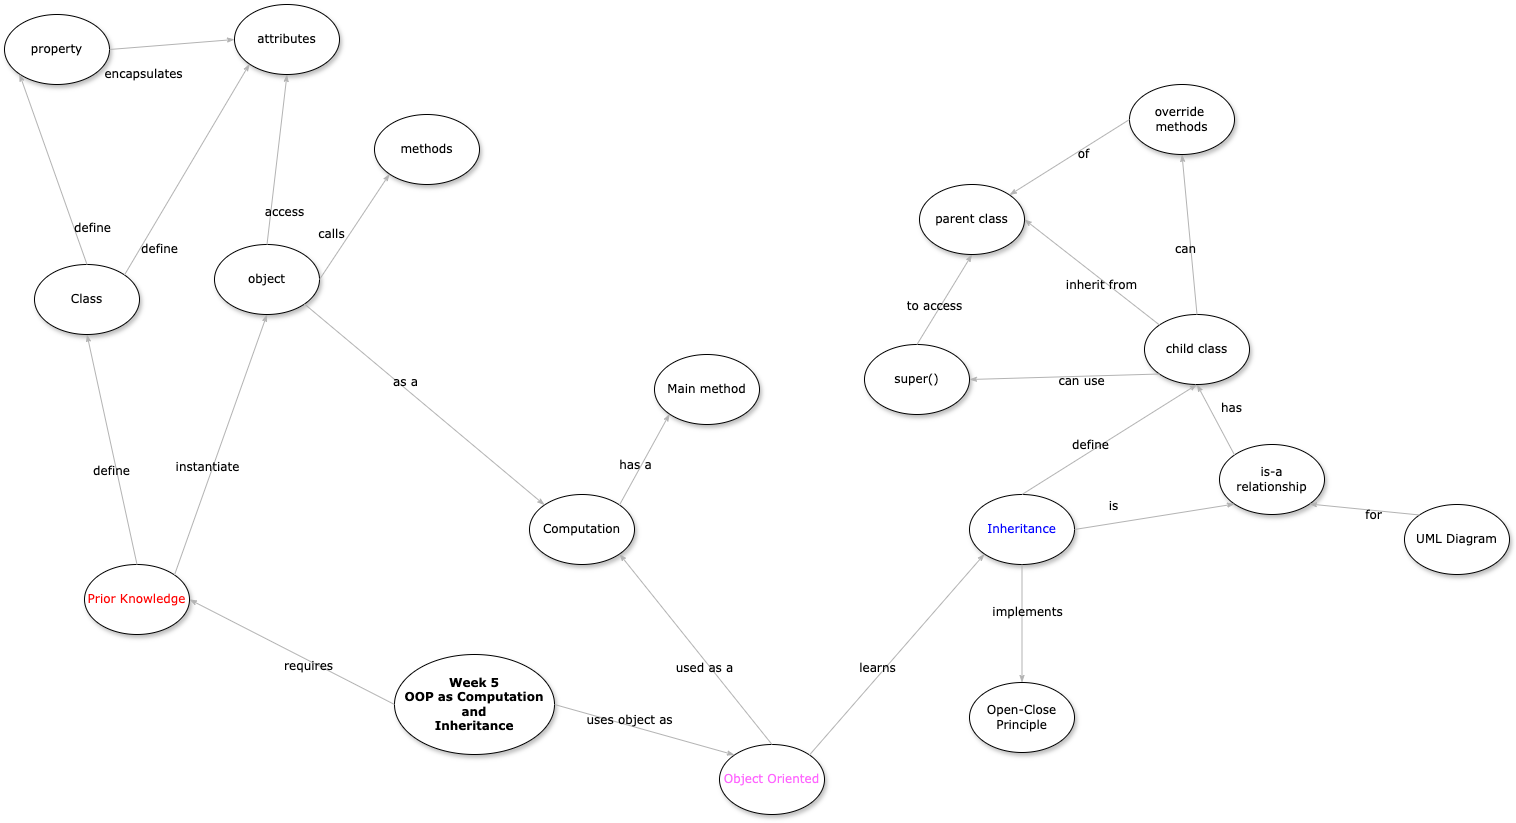 property
attributes
encapsulates
override
methods
methods
of
parent class
access
define
calls
define
can
object
inherit from
Class
to access
child class
super()
can use
as a
Main method
has
define
has a
is-a
relationship
define
instantiate
is
for
Computation
Inheritance
UML Diagram
Prior Knowledge
implements
requires
used as a
learns
Week 5
OOP as Computation
and
Inheritance
uses object as
Open-Close
Principle
Object Oriented